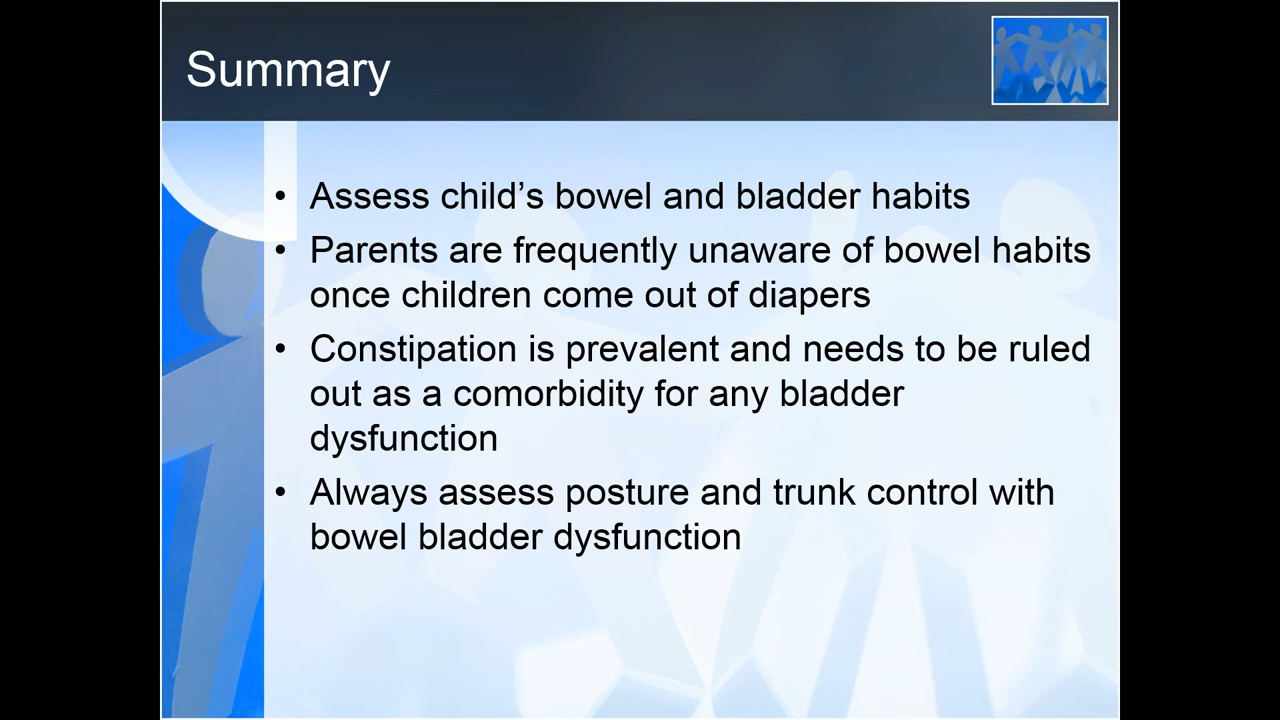 Summary
• Assess child’s bowel and bladder habits
• Parents are frequently unaware of bowel habits
once children come out of diapers
• Constipation is prevalent and needs to be ruled
out as a comorbidity for any bladder
dysfunction
• Always assess posture and trunk control with
bowel bladder dysfunction